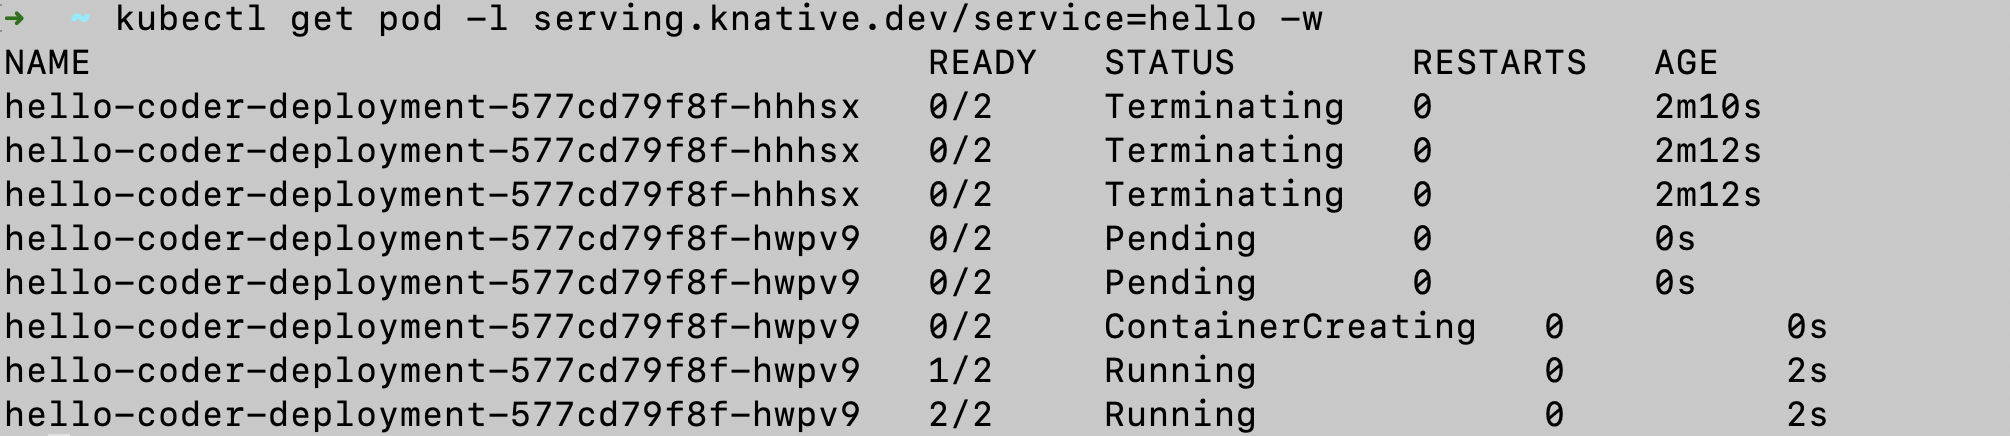 ➜  ~ kubectl get pod -l serving.knative.dev/service=hello -w
NAME                                      READY   STATUS        RESTARTS   AGE
hello-coder-deployment-577cd79f8f-hhhsx   0/2     Terminating   0          2m10s
hello-coder-deployment-577cd79f8f-hhhsx   0/2     Terminating   0          2m12s
hello-coder-deployment-577cd79f8f-hhhsx   0/2     Terminating   0          2m12s
hello-coder-deployment-577cd79f8f-hwpv9   0/2     Pending       0          0s
hello-coder-deployment-577cd79f8f-hwpv9   0/2     Pending       0          0s
hello-coder-deployment-577cd79f8f-hwpv9   0/2     ContainerCreating   0          0s
hello-coder-deployment-577cd79f8f-hwpv9   1/2     Running             0          2s
hello-coder-deployment-577cd79f8f-hwpv9   2/2     Running             0          2s